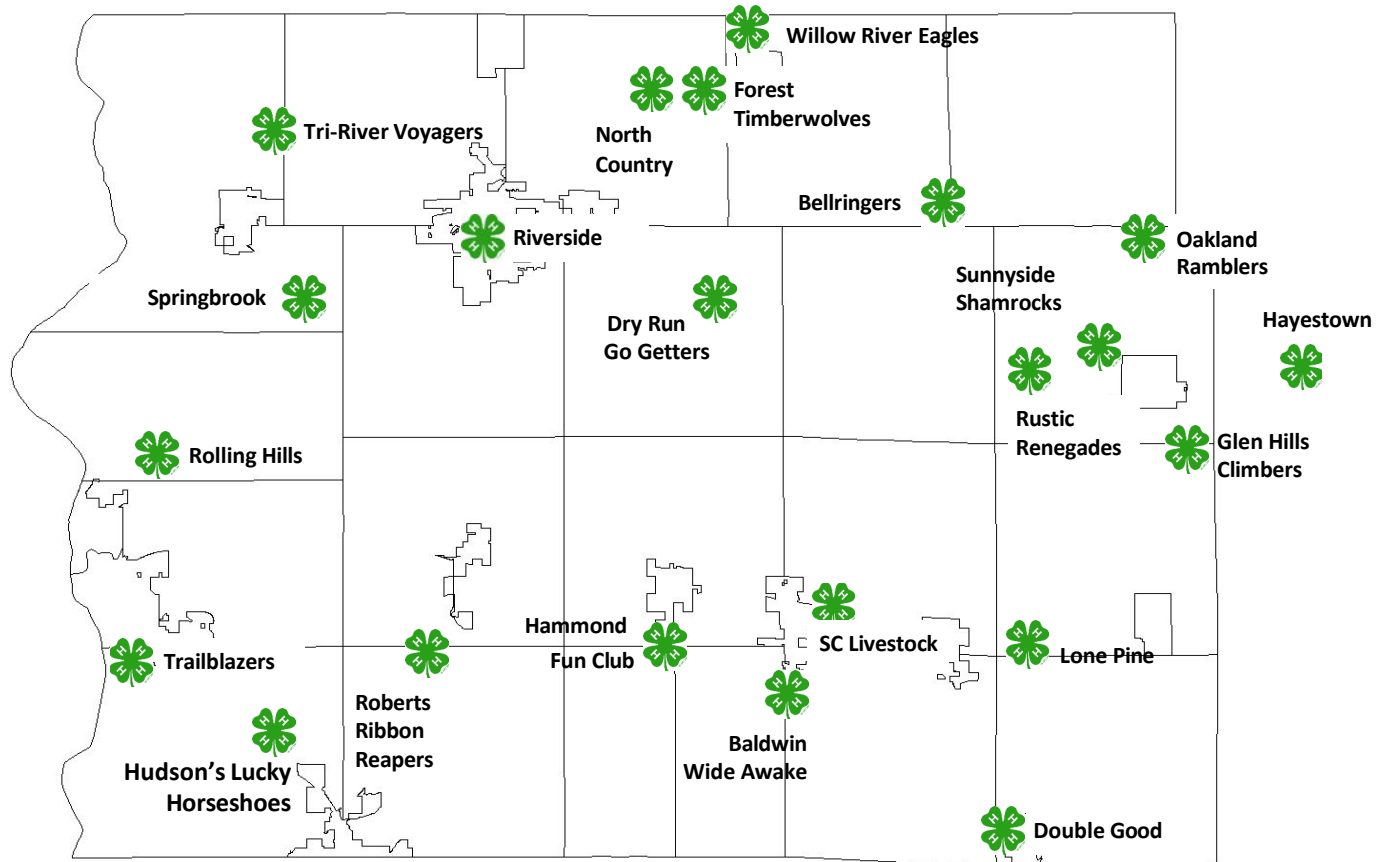 Willow River Eagles
Forest
Timberwolves
North
Country
Tri-River Voyagers
Bellringers
Riverside
Oakland
Ramblers
Sunnyside
Shamrocks
Springbrook
Dry Run
Go Getters
Hayestown
Rustic
Renegades
Glen Hills
Climbers
Rolling Hills
Hammond
Fun Club
SC Livestock
Lone Pine
Trailblazers
Roberts
Ribbon
Reapers
Baldwin
Wide Awake
Hudson’s Lucky
Horseshoes
Double Good